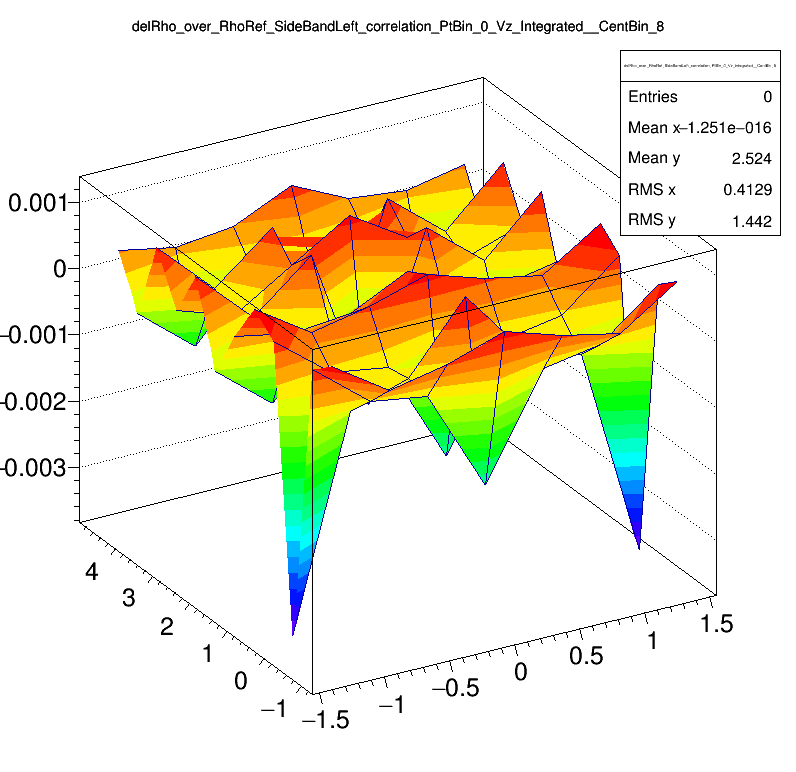 delRho_over_RhoRef_SideBandLeft_correlation_PtBin_0_Vz_Integrated__CentBin_8
delRho_over_RhoRef_SideBandLeft_correlation_PtBin_0_Vz_Integrated__CentBin_8
Entries 0
Mean x−1.251e−016
Mean y 2.524
RMS x 0.4129
RMS y 1.442
0.001
0
−0.001
−0.002
−0.003
4
3
2
1
0
−1
−1.5
−1
−0.5
0
0.5
1
1.5